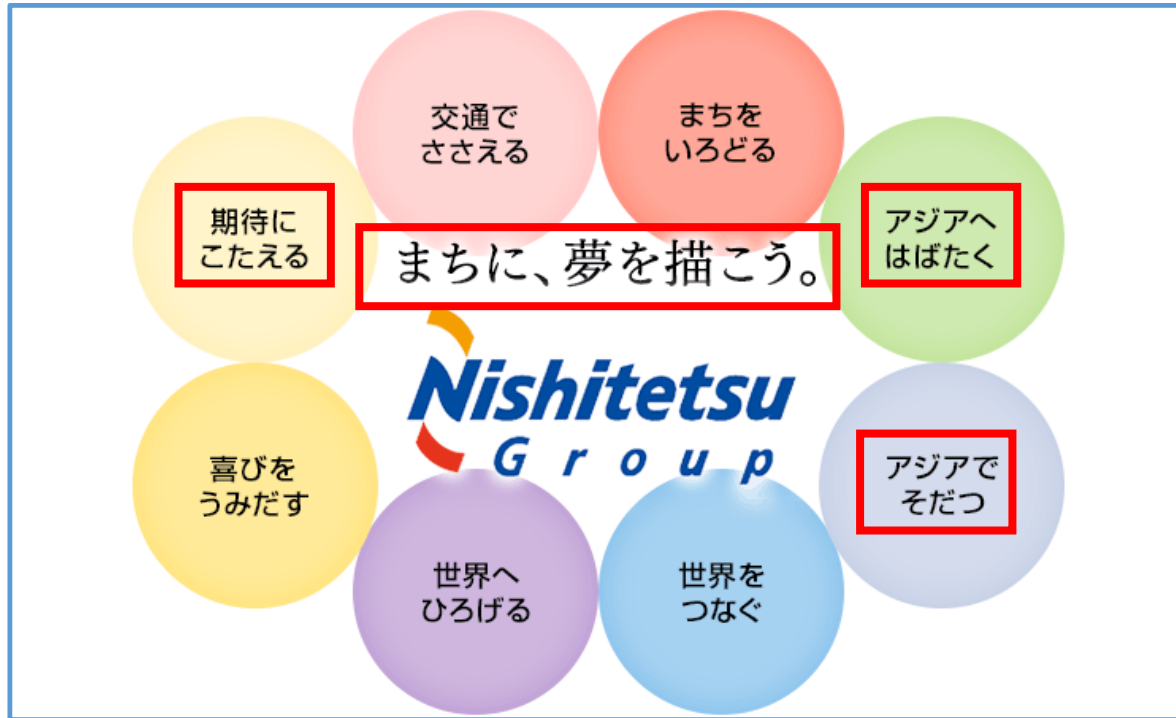 交通で
ささえる
まちを
いろどる
期待に
こたえる
アジアへ
はばたく
まちに、夢を描こう。
Nishitetsu
Group
喜びを
うみだす
アジアで
そだつ
世界へ
ひろげる
世界を
つなぐ